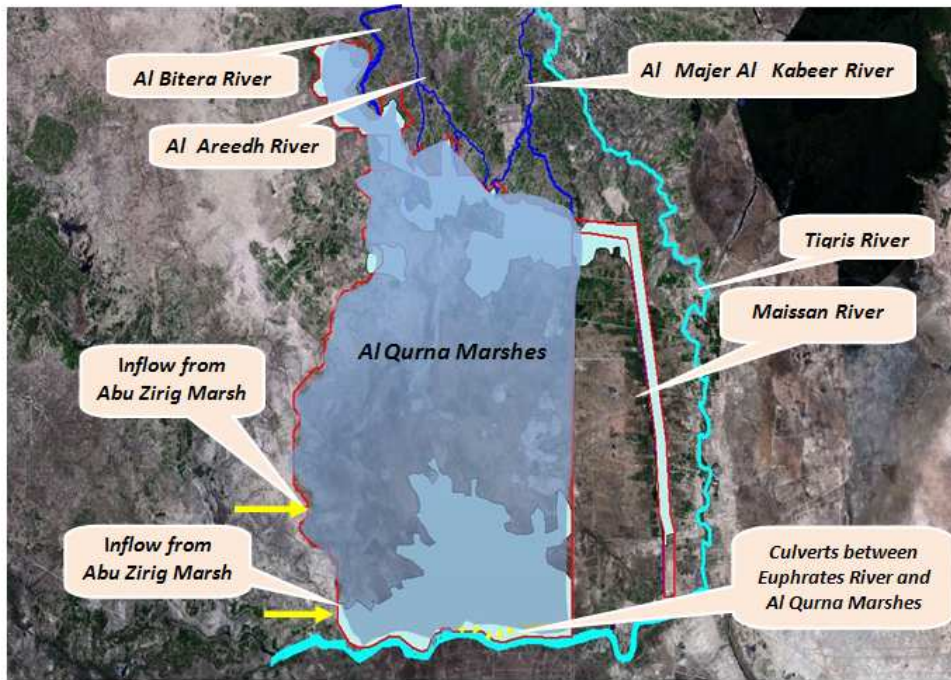 Al Bitera River
Al Majer Al Kabeer River
Al Areedh River
Tiqris River
Maissan River
Al Qurna Marshes
Inflow from
Abu Zirig Marsh
Inflow from
Abu Zirig Marsh
Culverts between
Euphrates River and
Al Qurna Marshes